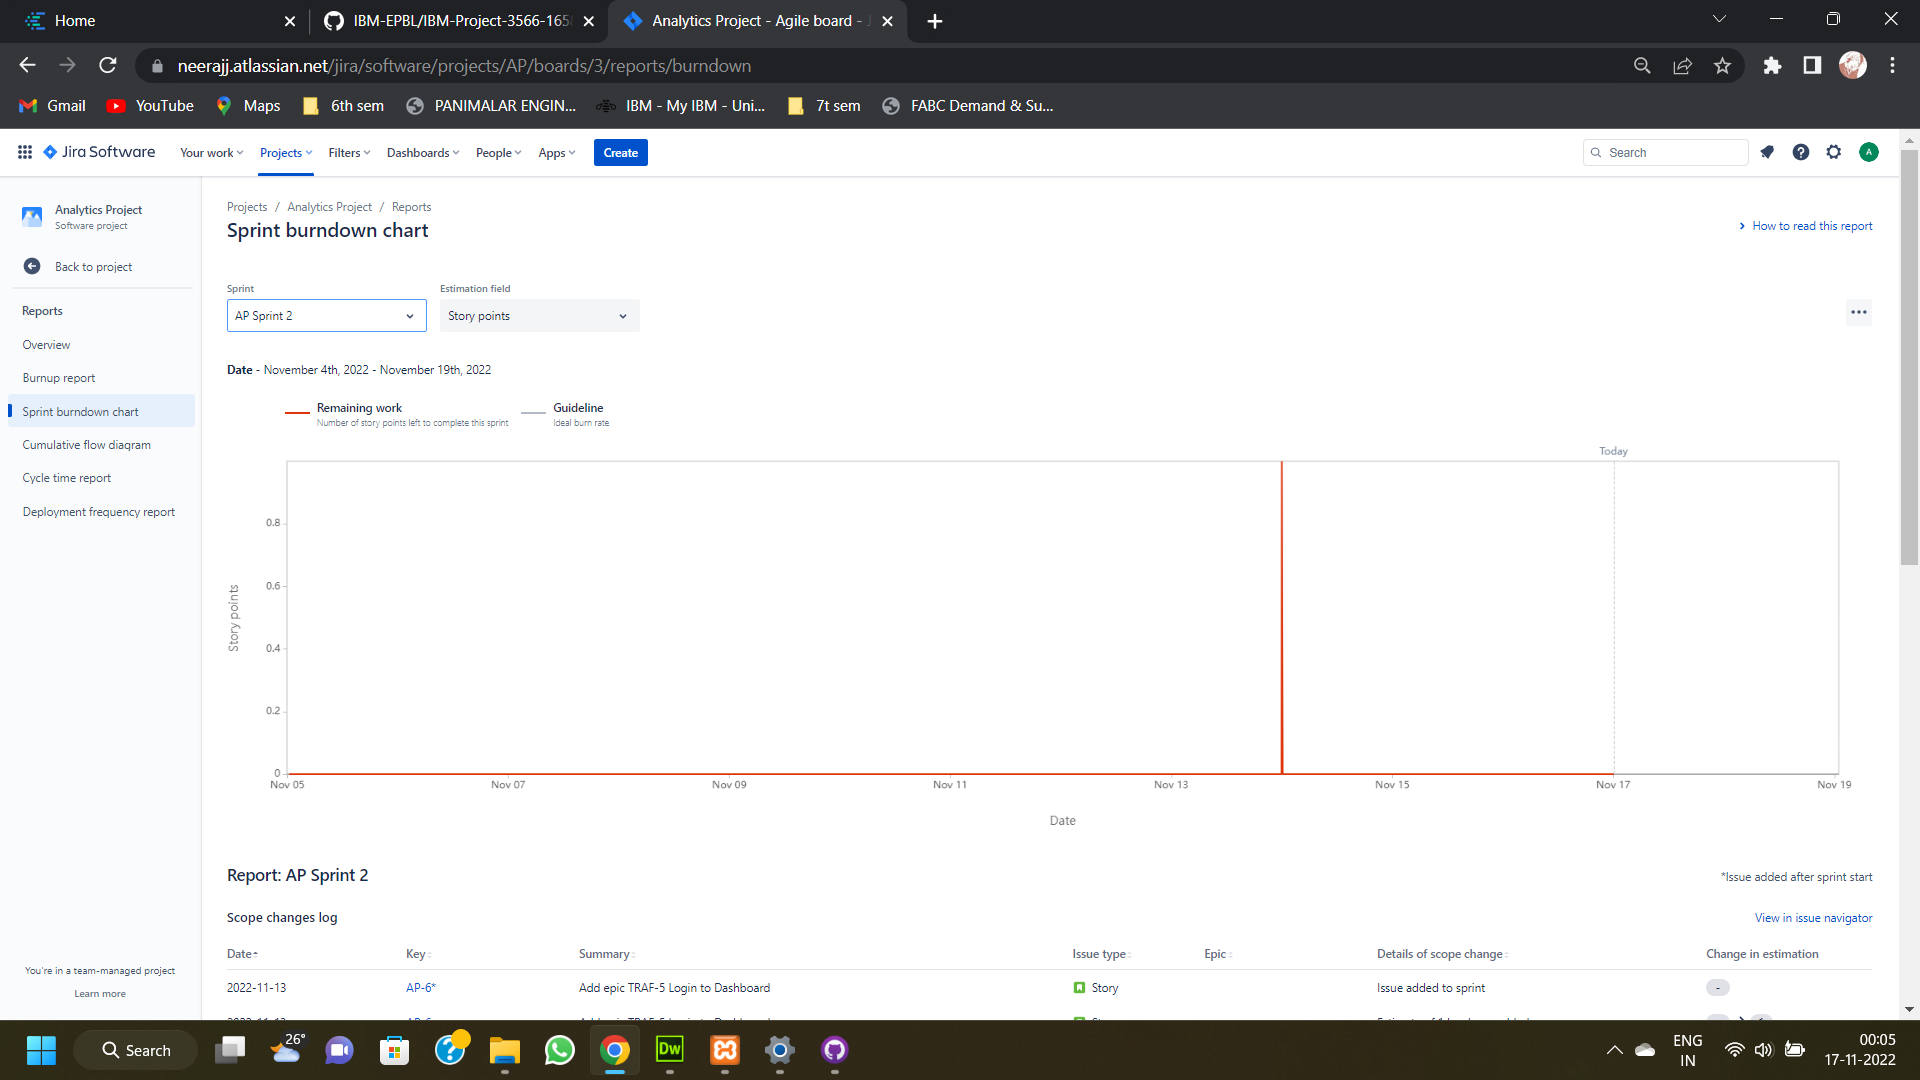 Home
IBM-EPBL/IBM-Project-3566-165
Analytics Project - Agile board - J
neerajj.atlassian.net/jira/software/projects/AP/boards/3/reports/burndown
Gmail
YouTube
Maps
6th sem
PANIMALAR ENGIN...
IBM - My IBM - Uni...
7t sem
FABC Demand & Su...
Jira Software
Your work
Projects
Filters
Dashboards
People
Apps
Create
Search
A
Analytics Project
Software project
Back to project
Reports
Overview
Burnup report
Sprint burndown chart
Cumulative flow diagram
Cycle time report
Deployment frequency report
You're in a team-managed project
Learn more
Projects / Analytics Project / Reports
Sprint burndown chart
How to read this report
Sprint
Estimation field
AP Sprint 2
Story points
Date - November 4th, 2022 - November 19th, 2022
Remaining work
Number of story points left to complete this sprint
Guideline
Ideal burn rate
Today
0.8
0.6
0.4
0.2
0
Story points
Nov 05
Nov 07
Nov 09
Nov 11
Nov 13
Nov 15
Nov 17
Nov 19
Date
Report: AP Sprint 2
*Issue added after sprint start
Scope changes log
View in issue navigator
Date
Key
Summary
Issue type
Epic
Details of scope change
Change in estimation
2022-11-13
AP-6*
Add epic TRAF-5 Login to Dashboard
Story
Issue added to sprint
-
26°
Search
Dw
ENG
IN
00:05
17-11-2022